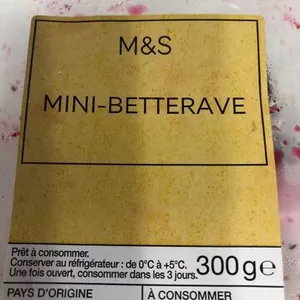 M&S
MINI-BETTERAVE
Prêt à consommer.
Conserver au réfrigérateur : de 0°C à +5°C.
Une fois ouvert, consommer dans les 3 jours.
300g℮
PAYS D'ORIGINE
À CONSOMMER